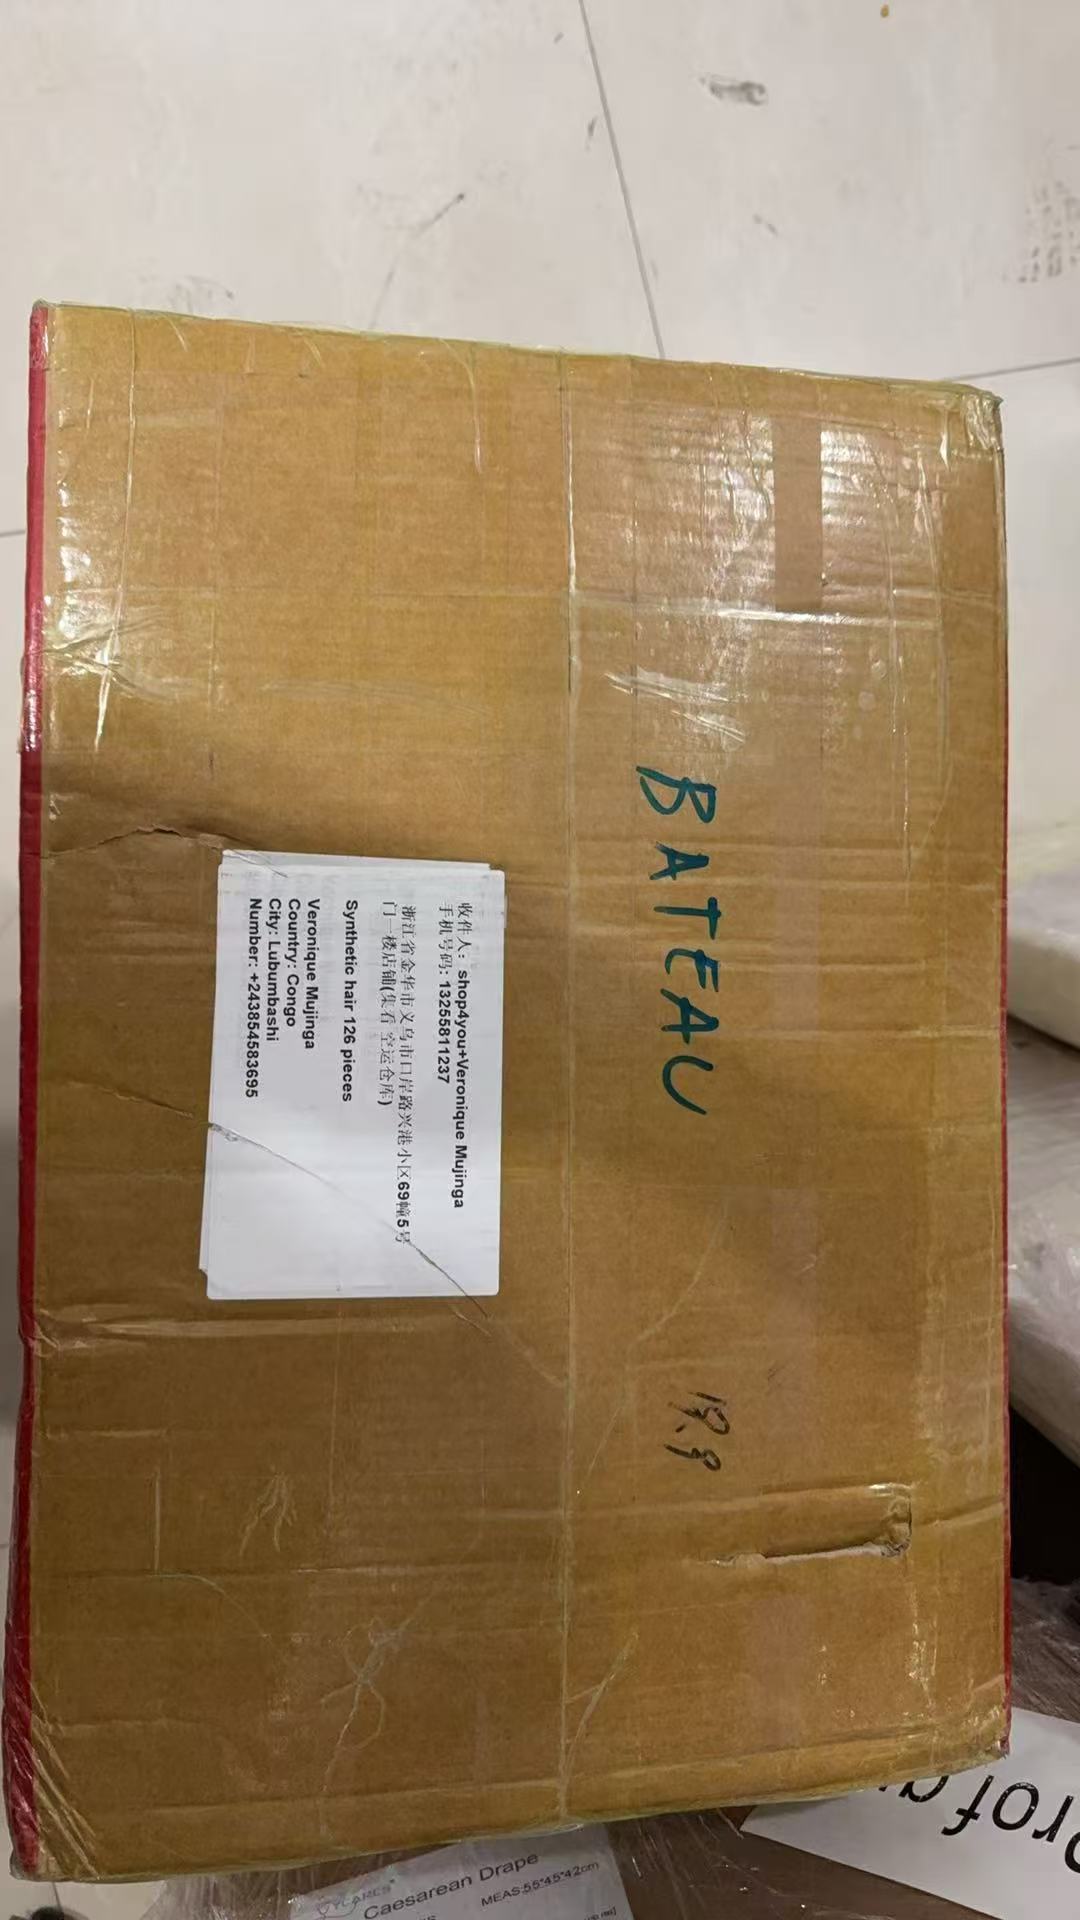 BATEAU
收件人：shop4you+Veronique Mujinga
手机号码: 13255811237
浙江省金华市义乌市口岸路兴港小区69幢5号
门一楼店铺(集看 空运仓库)
Synthetic hair 126 pieces
Veronique Mujinga
Country: Congo
City: Lubumbashi
Number: +243854583695
Caesarean Drape
MEAS:55*45*42cm